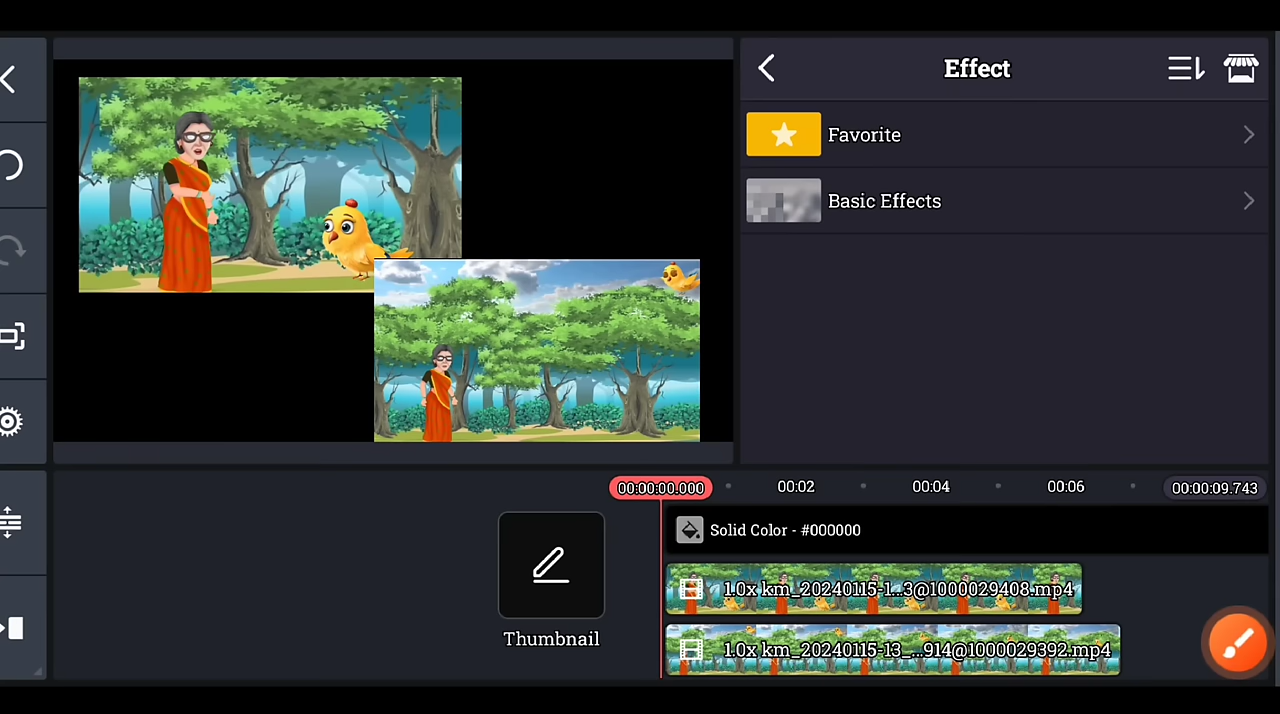 Effect
Favorite
Basic Effects
00:00:00.000
00:02
00:04
00:06
00:00:09.743
Solid Color - #000000
1.0x km_20240115-1...3@1000029408.mp4
Thumbnail
1.0x km_20240115-13_...914@1000029392.mp4